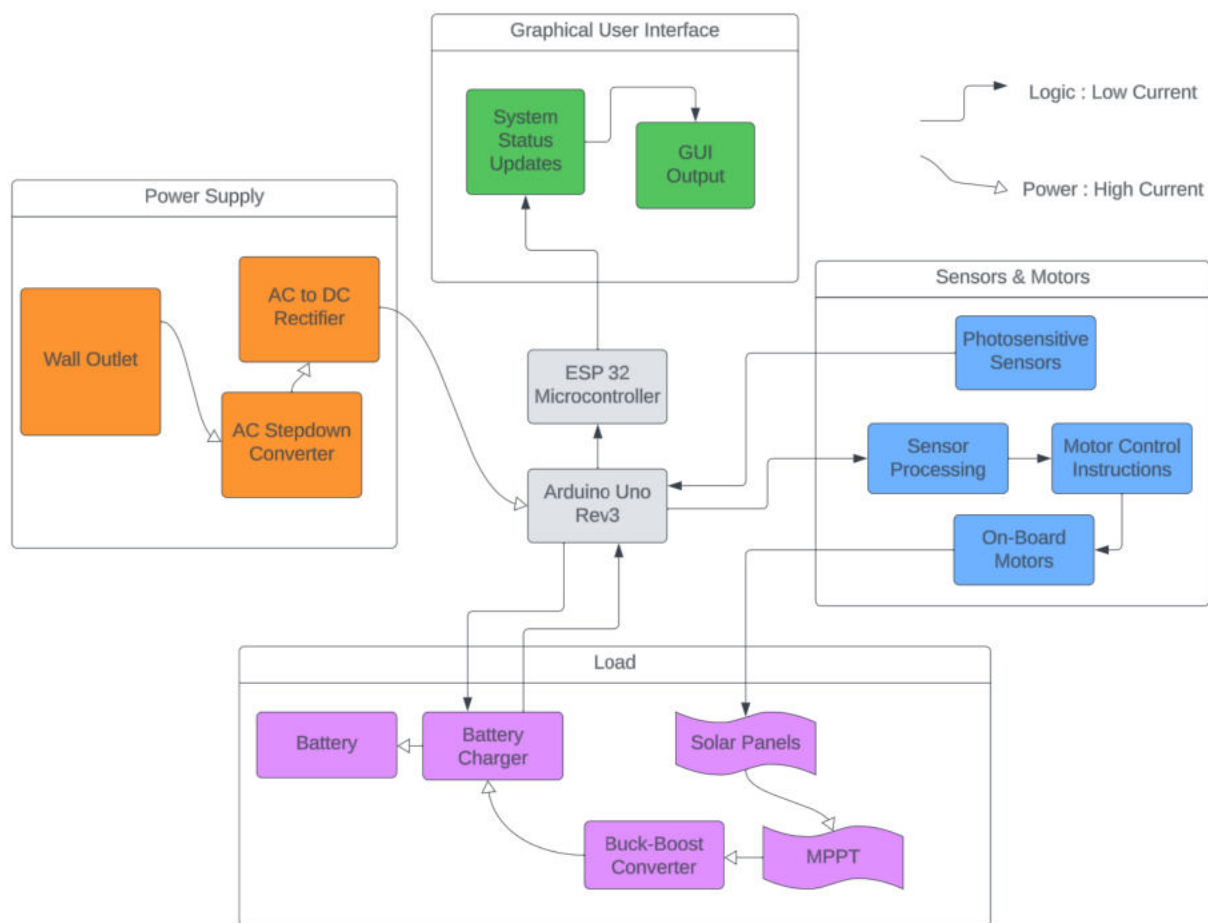 Graphical User Interface
System
Status
Updates
GUI
Output
Logic : Low Current
Power : High Current
Power Supply
Wall Outlet
AC to DC
Rectifier
AC Stepdown
Converter
ESP 32
Microcontroller
Arduino Uno
Rev3
Sensors & Motors
Photosensitive
Sensors
Sensor
Processing
Motor Control
Instructions
On-Board
Motors
Load
Battery
Battery
Charger
Solar Panels
Buck-Boost
Converter
MPPT